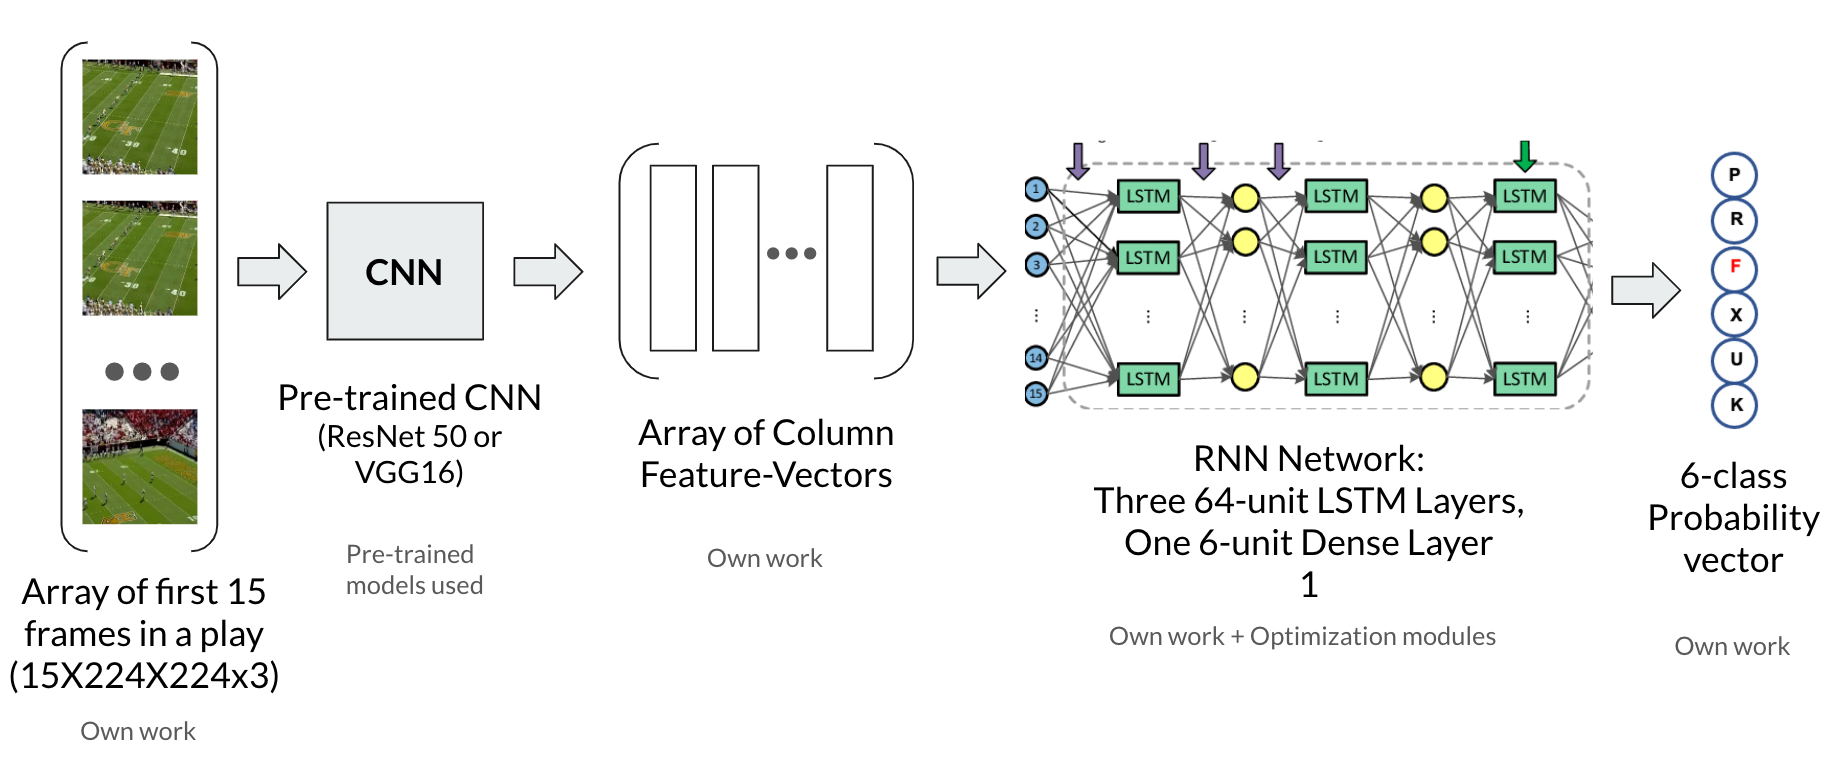 Array of first 15
frames in a play
(15X224X224x3)
Own work
CNN
Pre-trained CNN
(ResNet 50 or
VGG16)
Pre-trained
models used
Array of Column
Feature-Vectors
Own work
1
2
3
14
15
LSTM LSTM LSTM
LSTM LSTM LSTM
LSTM LSTM LSTM
RNN Network:
Three 64-unit LSTM Layers,
One 6-unit Dense Layer
1
Own work + Optimization modules
P
R
F
X
U
K
6-class
Probability
vector
Own work